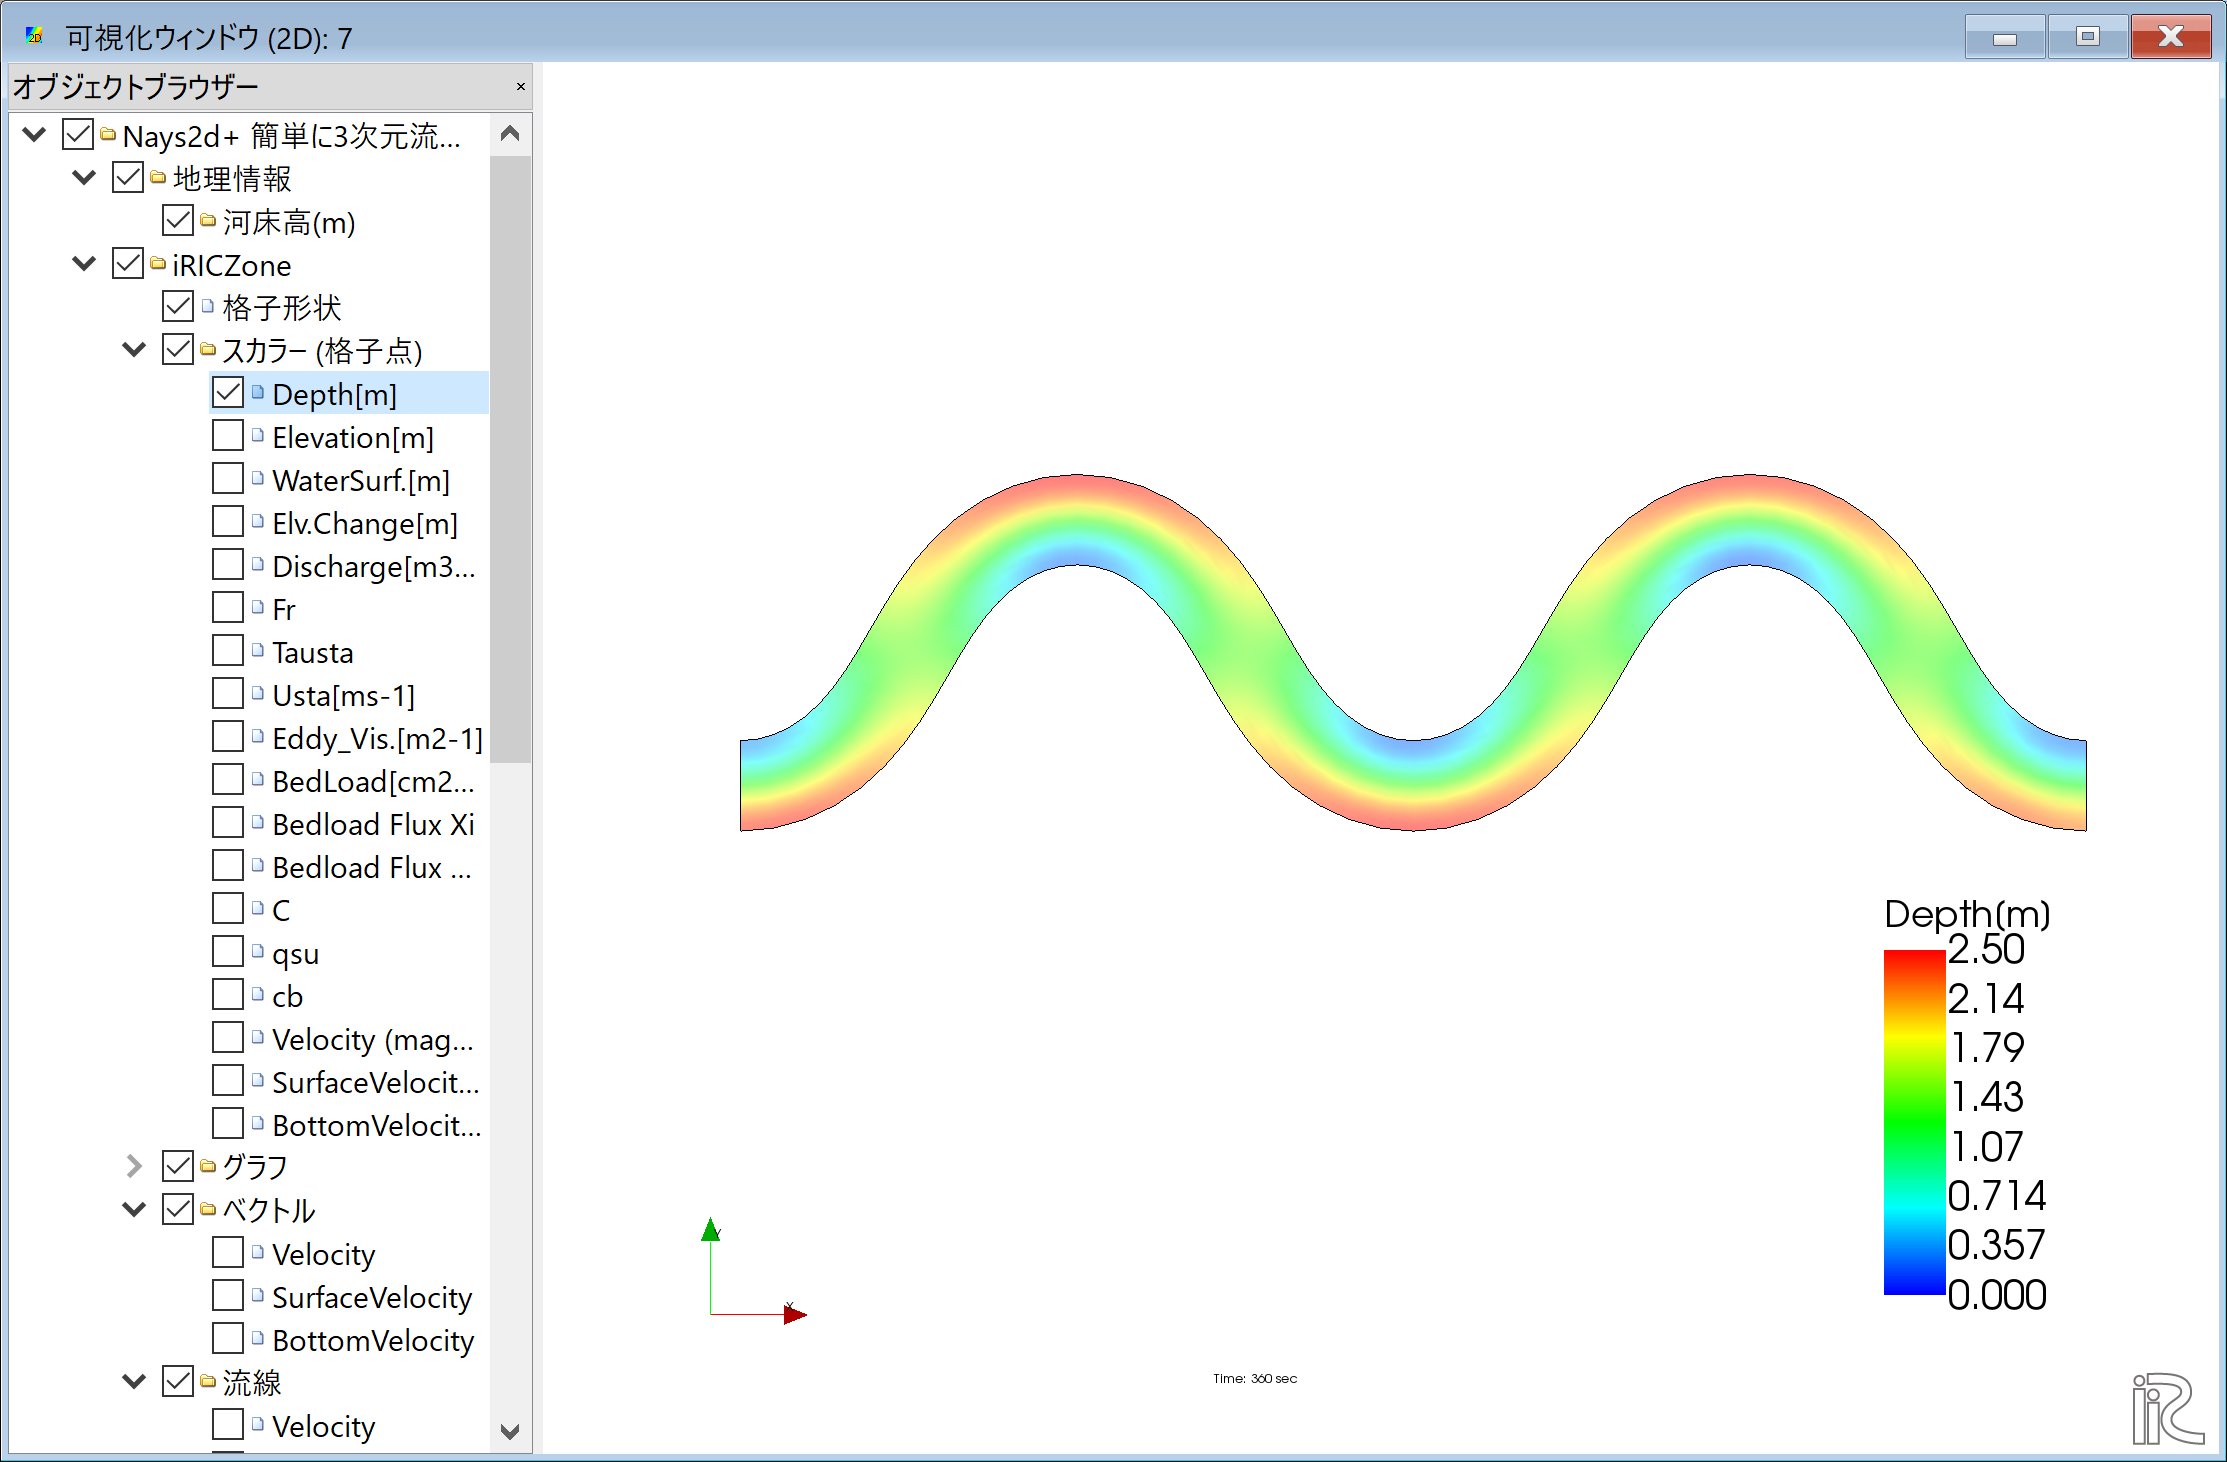 可視化ウィンドウ (2D): 7
オブジェクトブラウザー
Nays2d+ 簡単に3次元流...
地理情報
河床高(m)
iRICZone
格子形状
スカラー (格子点)
Depth[m]
Elevation[m]
WaterSurf.[m]
Elv.Change[m]
Discharge[m3...
Fr
Tausta
Usta[ms-1]
Eddy_Vis.[m2-1]
BedLoad[cm2...
Bedload Flux Xi
Bedload Flux ...
C
qsu
cb
Velocity (mag...
SurfaceVelocit...
BottomVelocit...
グラフ
ベクトル
Velocity
SurfaceVelocity
BottomVelocity
流線
Velocity
Depth(m)
2.50
2.14
1.79
1.43
1.07
0.714
0.357
0.000
Y
X
Time: 360 sec
iRiC